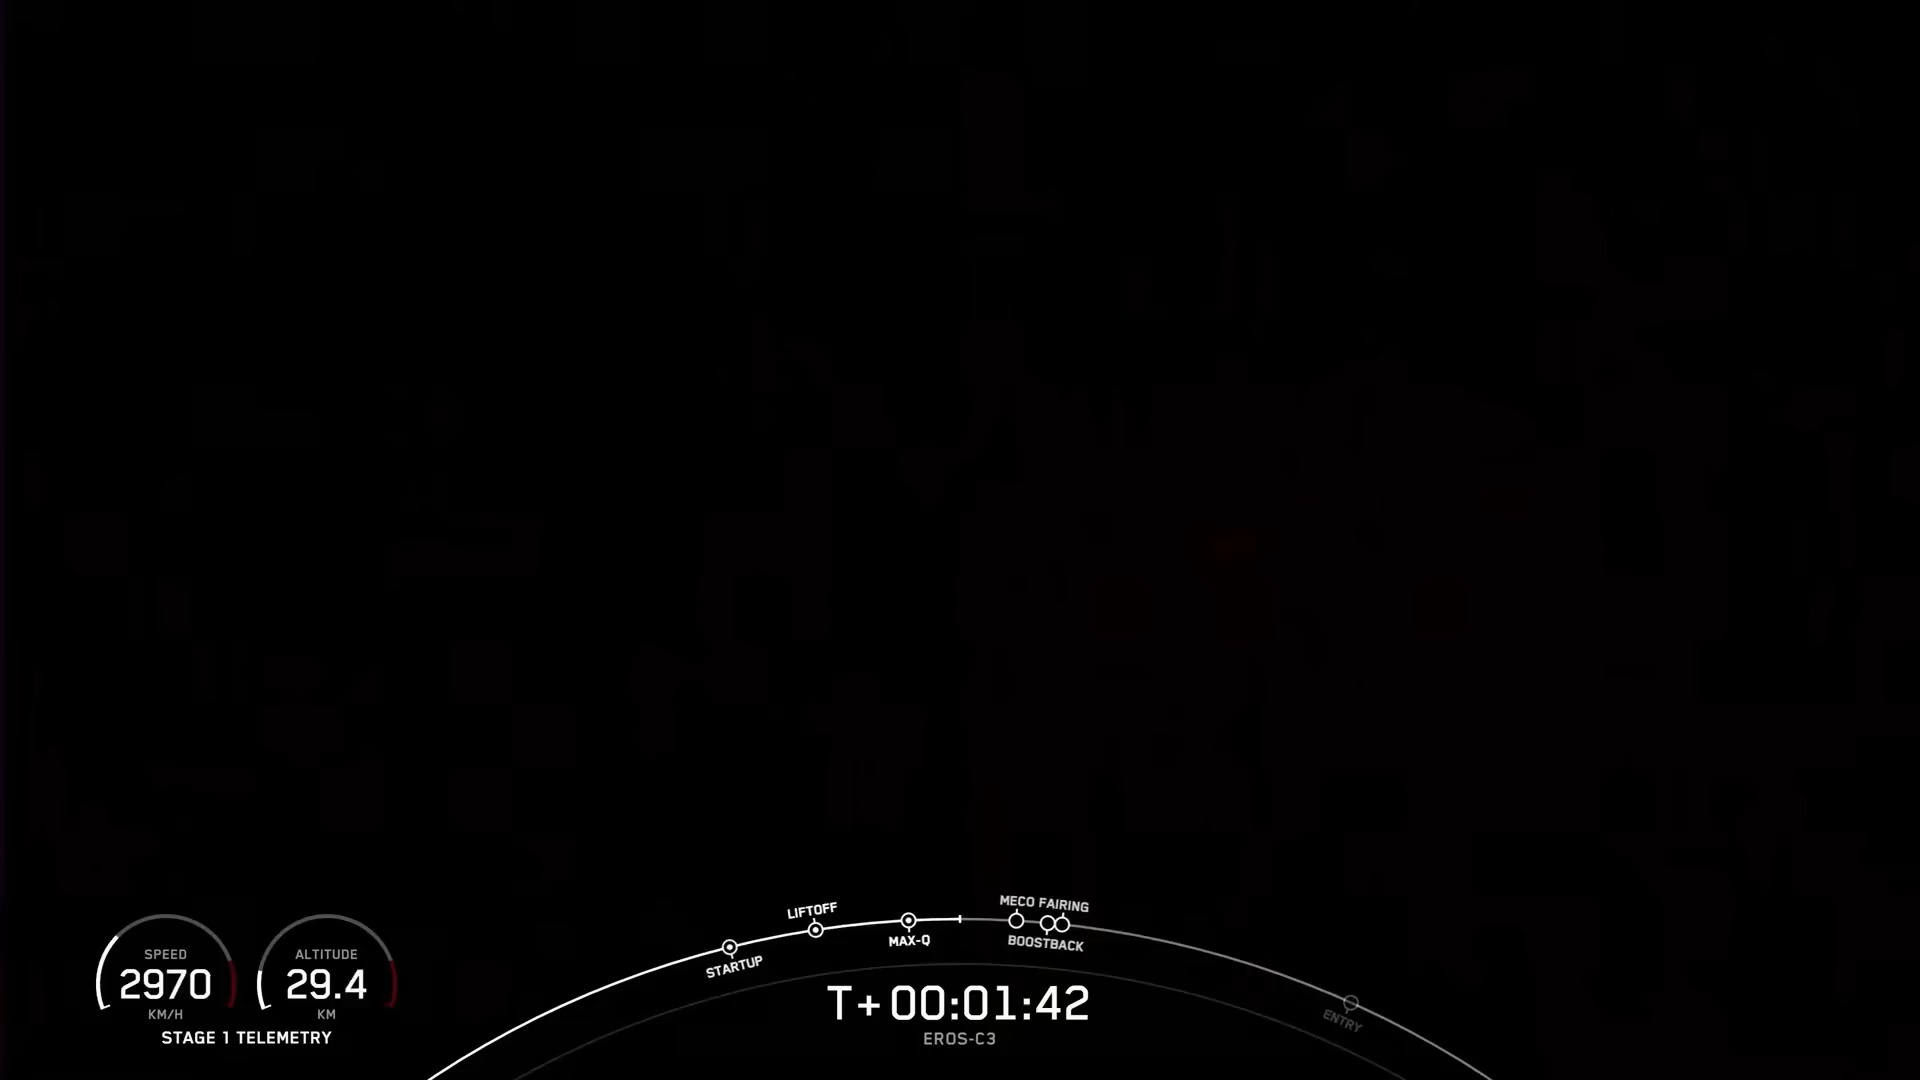 LIFTOFF
MECO FAIRING
MAX-Q
BOOSTBACK
STARTUP
SPEED
2970
KM/H
ALTITUDE
29.4
KM
STAGE 1 TELEMETRY
T+00:01:42
EROS-C3
ENTRY